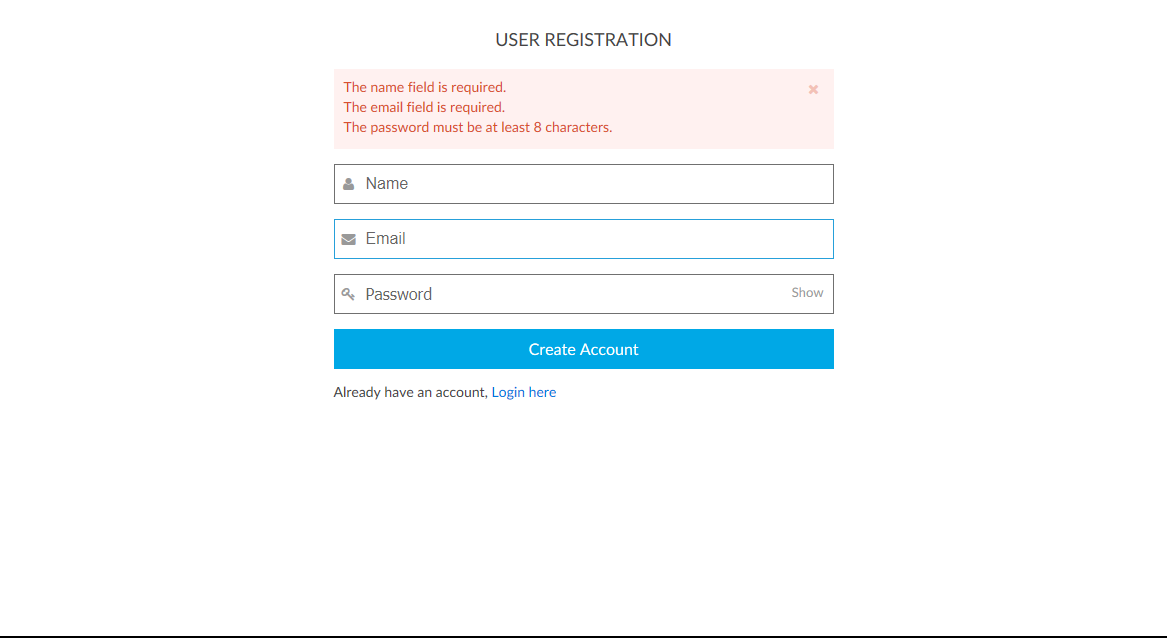 USER REGISTRATION
The name field is required.
The email field is required.
The password must be at least 8 characters.
Name
Email
Password Show
Create Account
Already have an account, Login here